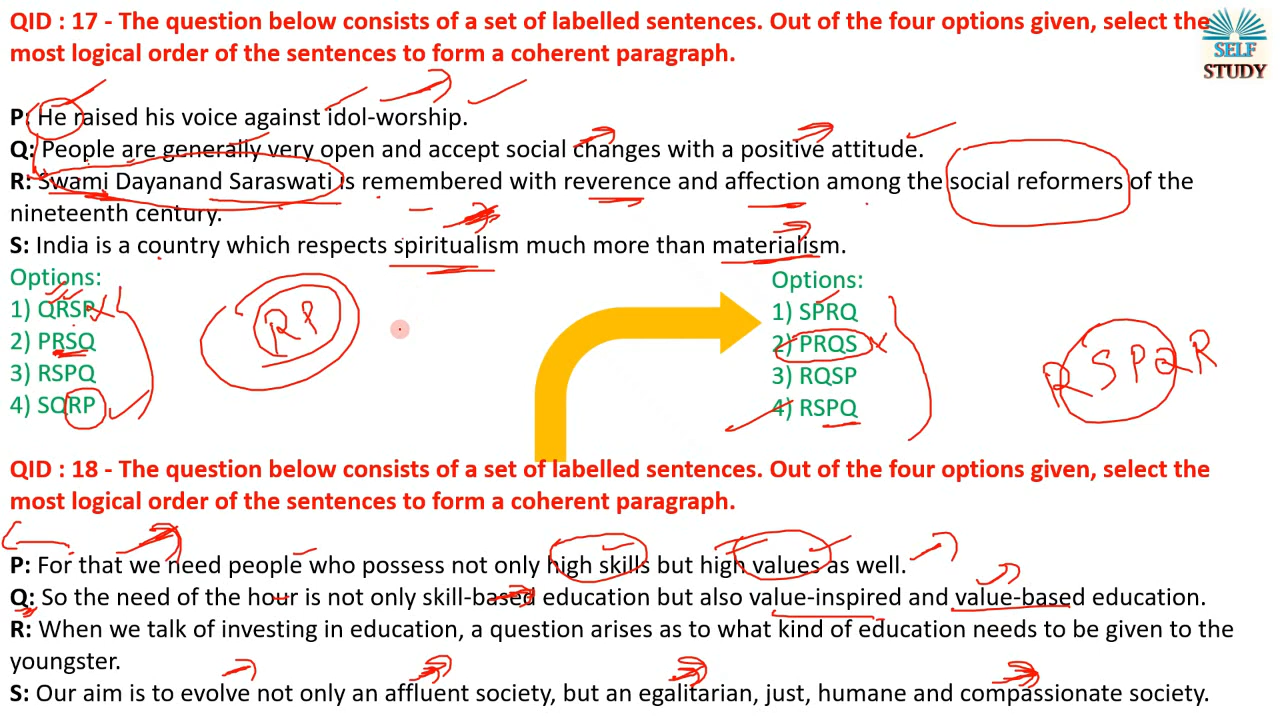 QID : 17 - The question below consists of a set of labelled sentences. Out of the four options given, select the
most logical order of the sentences to form a coherent paragraph.
SELF
STUDY
P: He raised his voice against idol-worship.
Q: People are generally very open and accept social changes with a positive attitude.
R: Swami Dayanand Saraswati is remembered with reverence and affection among the social reformers of the
nineteenth century.
S: India is a country which respects spiritualism much more than materialism.
Options:
1) QRSP
2) PRSQ
3) RSPQ
4) SQRP
RP
Options:
1) SPRQ
2) PRQS
3) RQSP
4) RSPQ
RSPQR
QID : 18 - The question below consists of a set of labelled sentences. Out of the four options given, select the
most logical order of the sentences to form a coherent paragraph.
P: For that we need people who possess not only high skills but high values as well.
Q: So the need of the hour is not only skill-based education but also value-inspired and value-based education.
R: When we talk of investing in education, a question arises as to what kind of education needs to be given to the
youngster.
S: Our aim is to evolve not only an affluent society, but an egalitarian, just, humane and compassionate society.